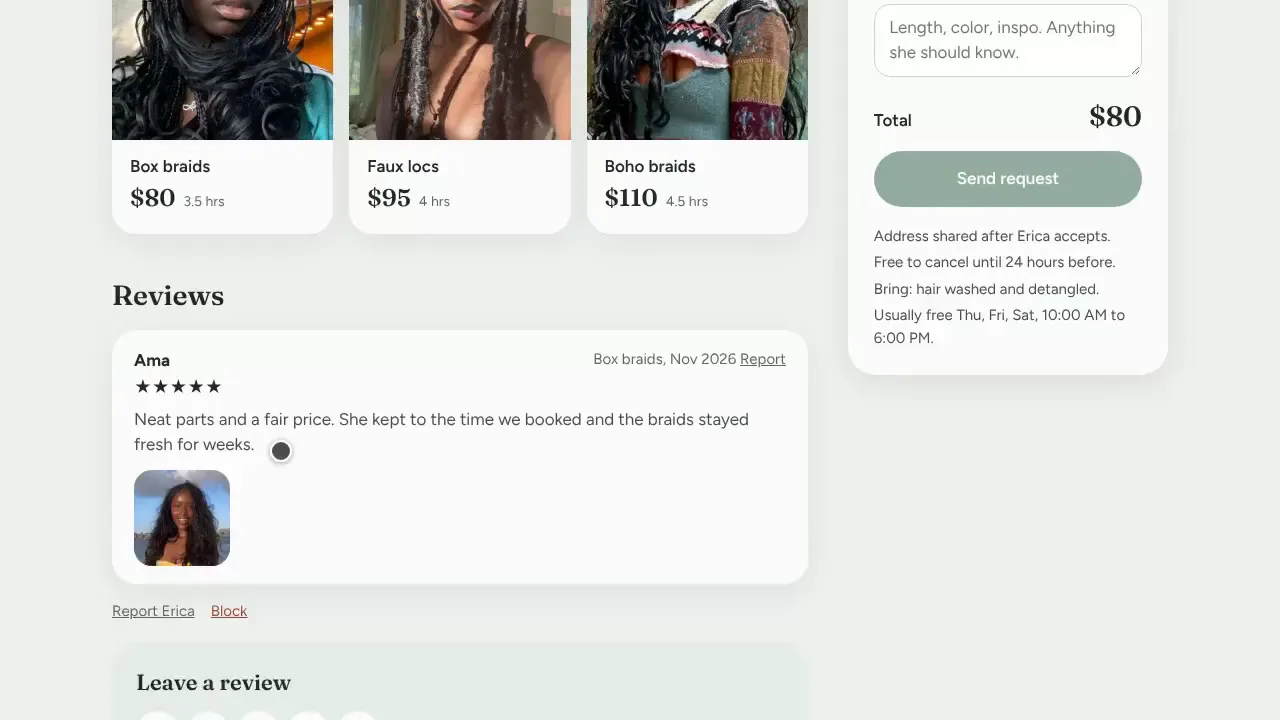 Box braids
$80 3.5 hrs
Faux locs
$95 4 hrs
Boho braids
$110 4.5 hrs
Reviews
Ama
Box braids, Nov 2026 Report
★★★★★
Neat parts and a fair price. She kept to the time we booked and the braids stayed
fresh for weeks.
Report Erica Block
Leave a review
Length, color, inspo. Anything
she should know.
Total $80
Send request
Address shared after Erica accepts.
Free to cancel until 24 hours before.
Bring: hair washed and detangled.
Usually free Thu, Fri, Sat, 10:00 AM to
6:00 PM.